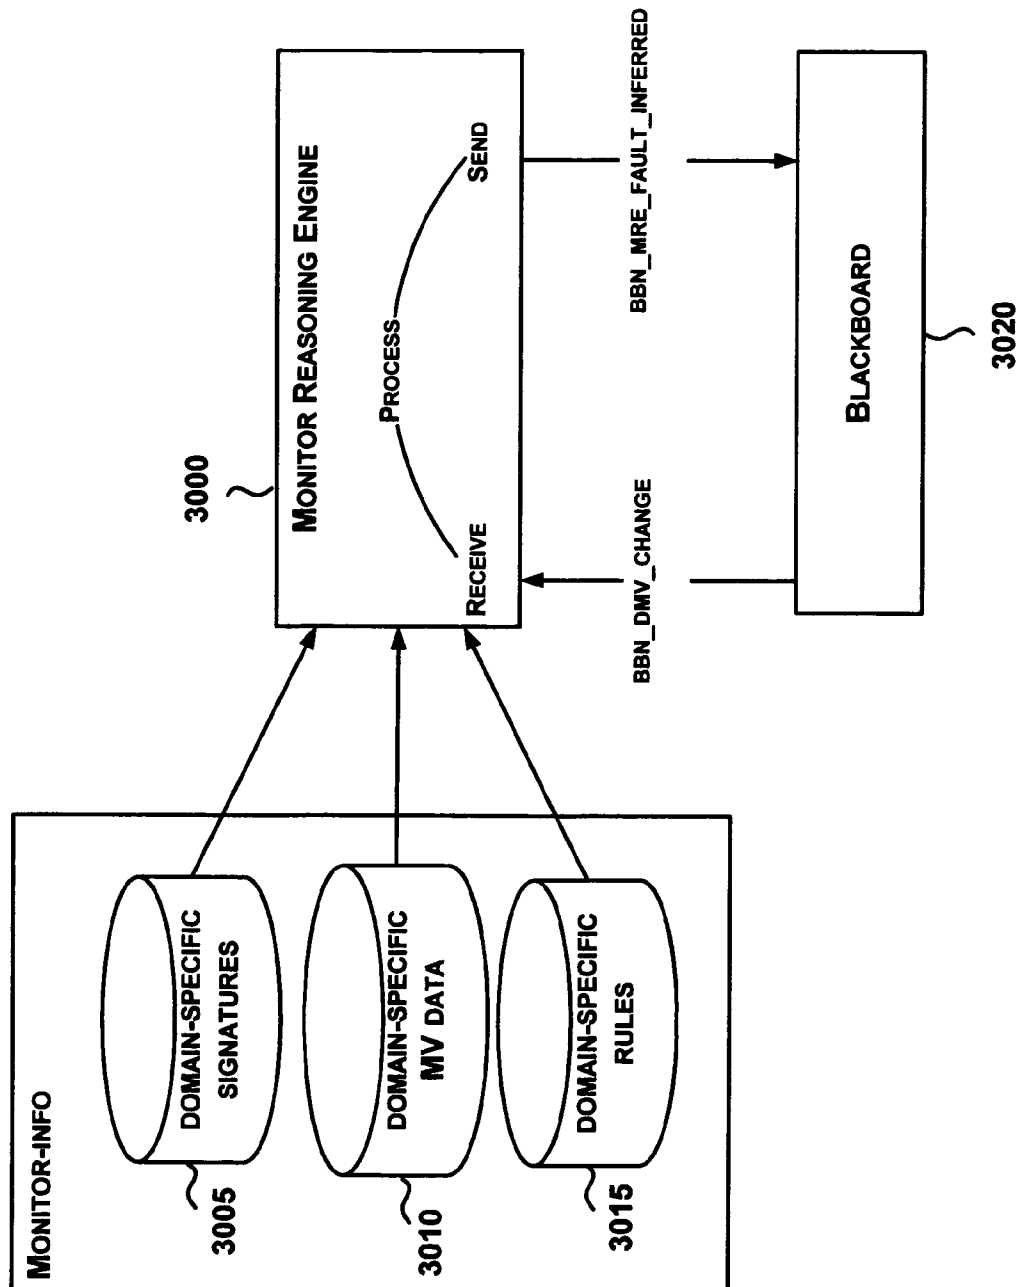 MONITOR-INFO
DOMAIN-SPECIFIC
SIGNATURES
3005
DOMAIN-SPECIFIC
MV DATA
3010
DOMAIN-SPECIFIC
RULES
3015
3000
MONITOR REASONING ENGINE
RECEIVE
PROCESS
SEND
BBN_DMV_CHANGE
BBN_MRE_FAULT_INFERRED
BLACKBOARD
3020